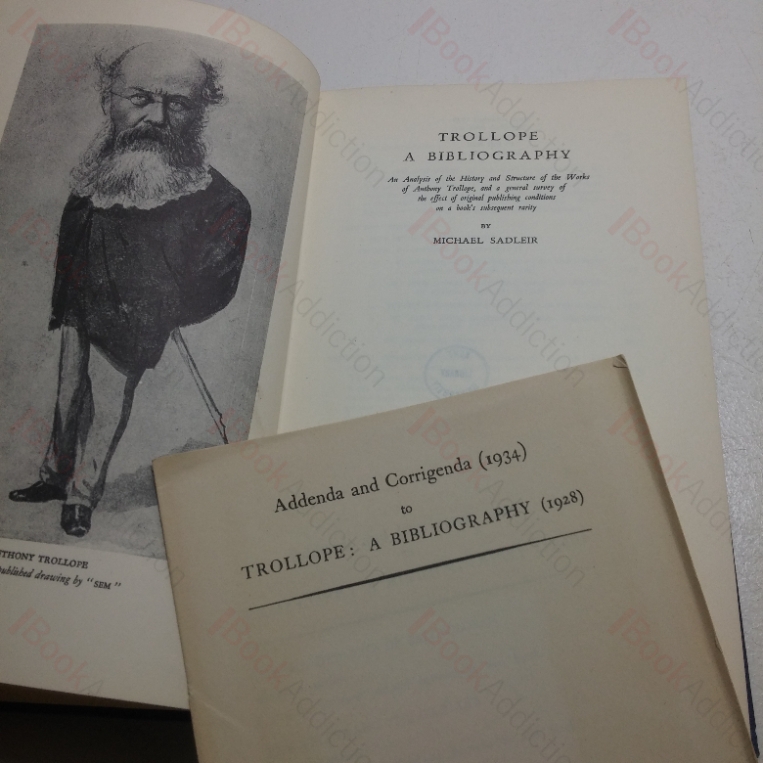 TROLLOPE
A BIBLIOGRAPHY
An Analysis of the History and Structure of the Works
of Anthony Trollope, and a general survey of
the effect of original publishing conditions
on a book's subsequent rarity
BY
MICHAEL SADLEIR
THONY TROLLOPE
published drawing by "SEM"
Addenda and Corrigenda (1934)
to
TROLLOPE: A BIBLIOGRAPHY (1928)
BookAddiction